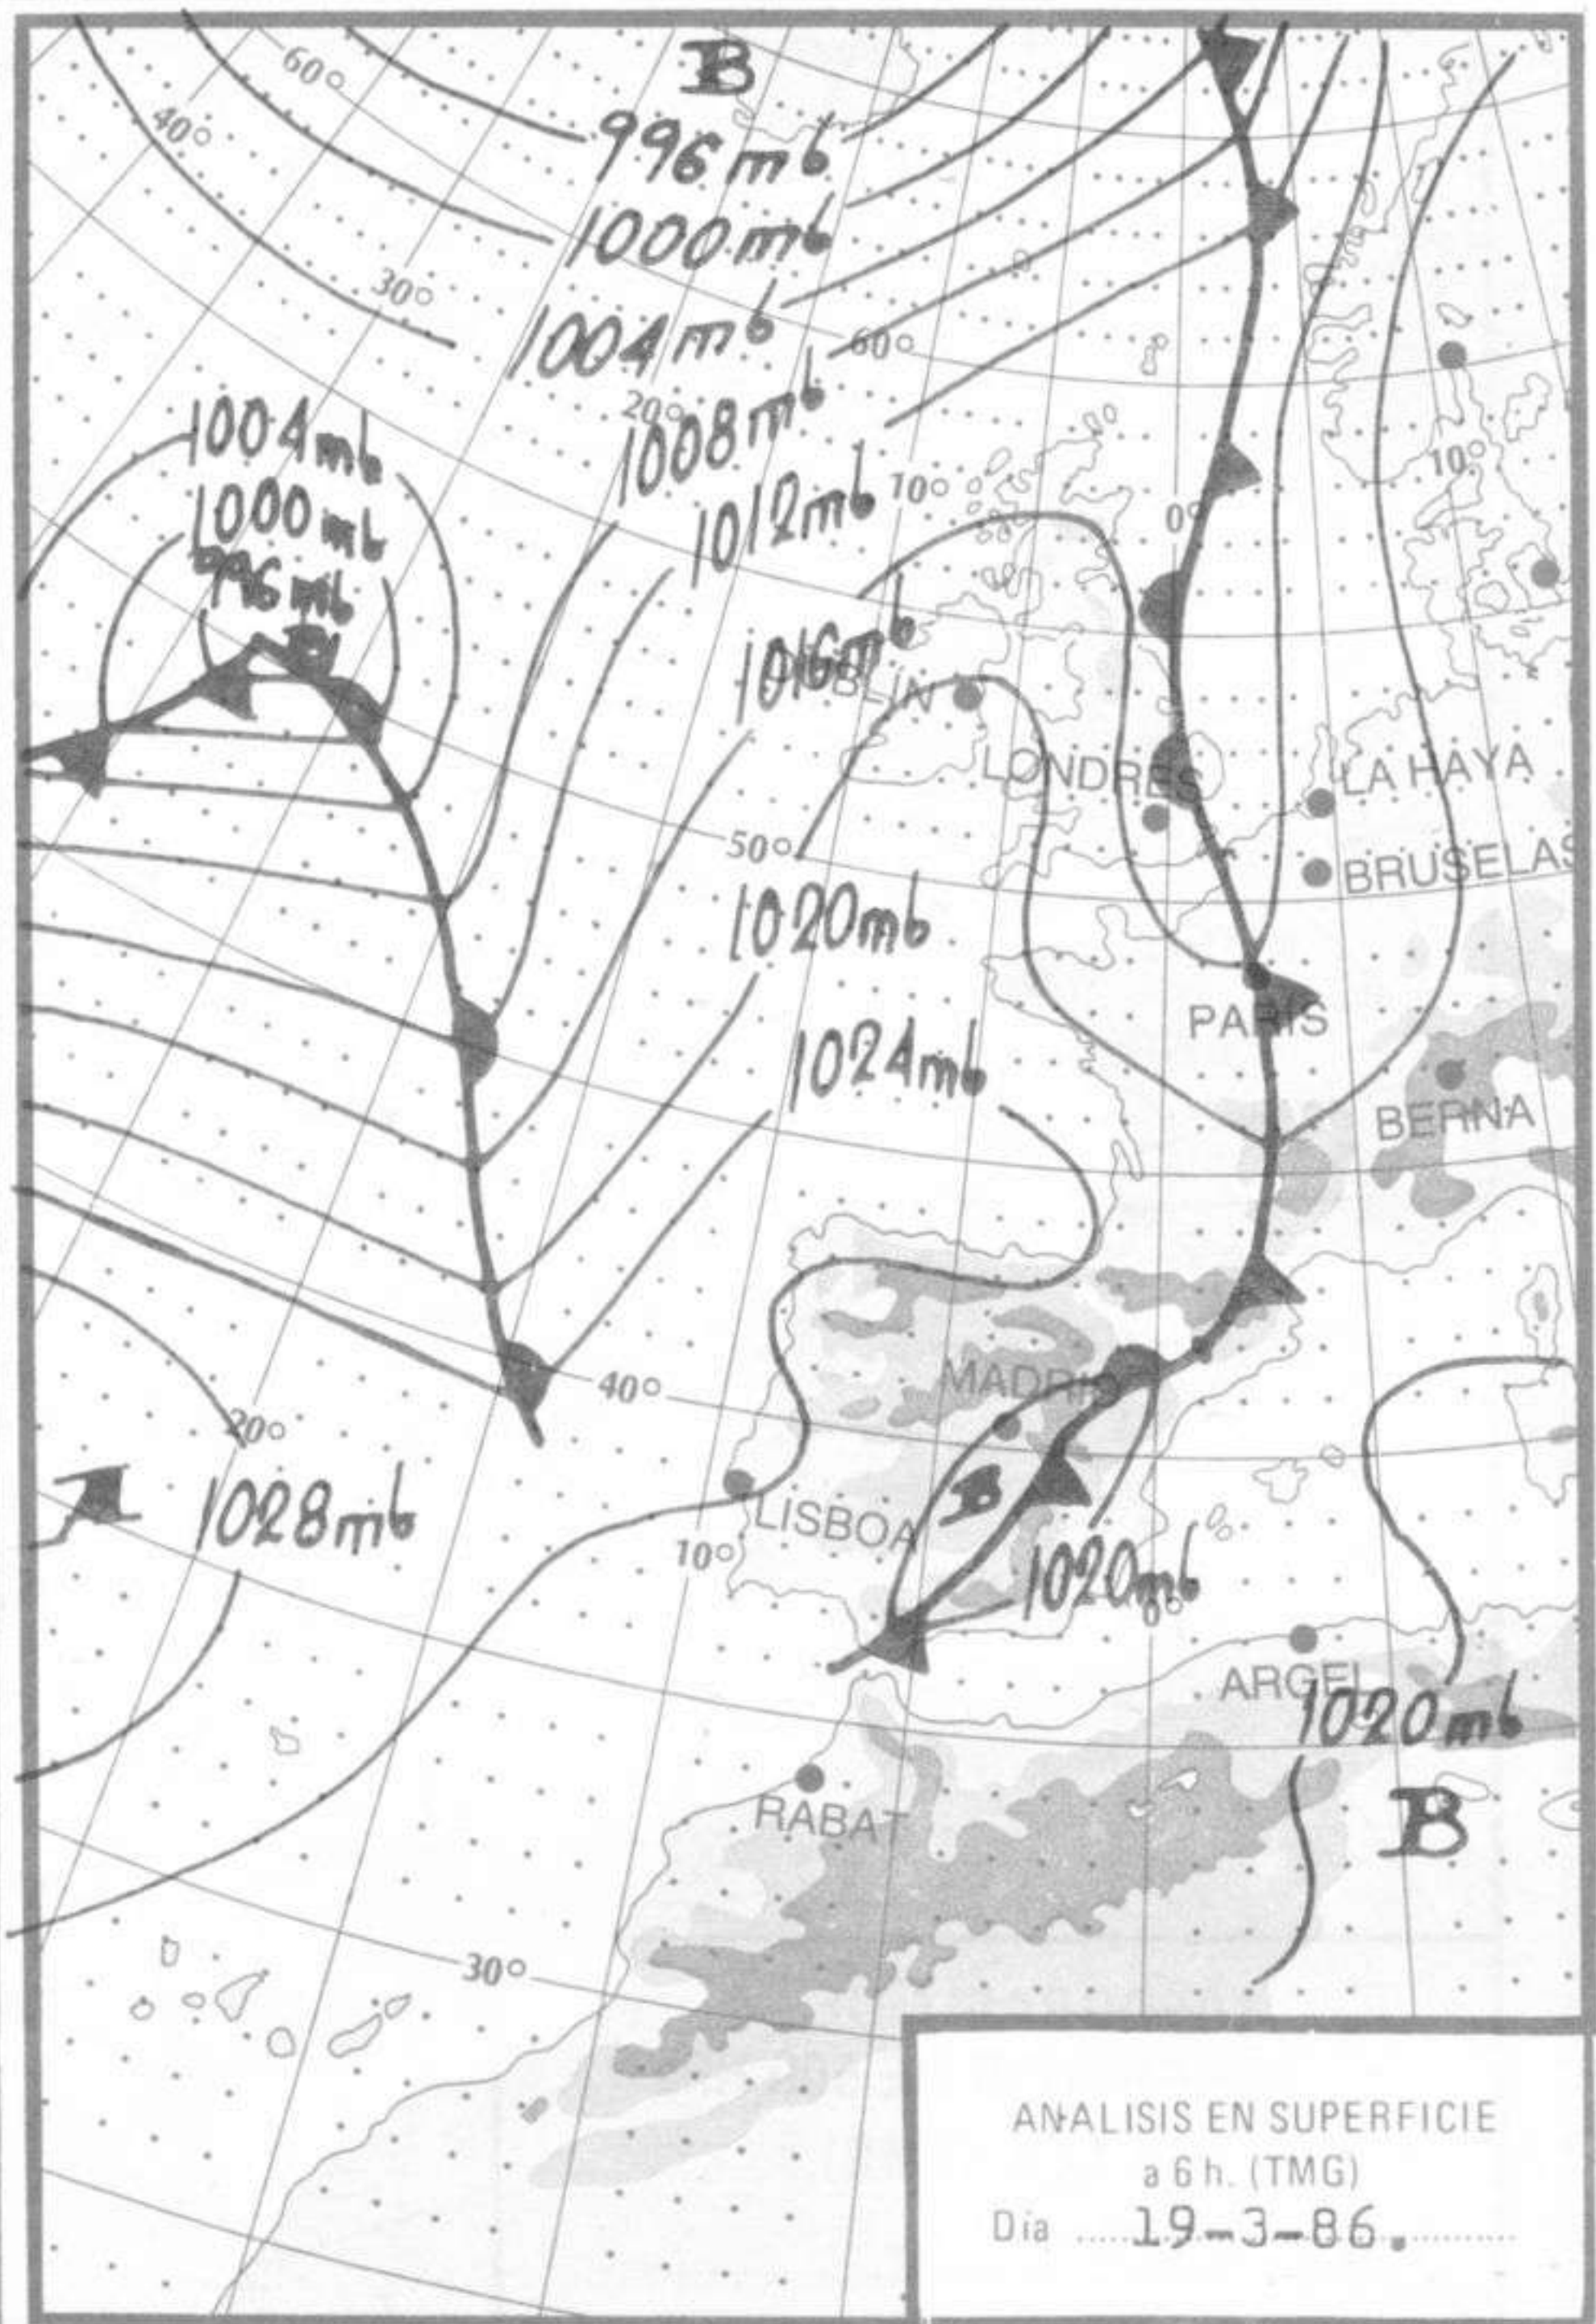 B
60°
996 mb
40°
1000 mb
30°
1004 mb
60°
20°
1008 mb
1004 mb
10°
10°
1000 mb
1012 mb
0°
996 mb
B
1016 mb
LONDRES
LA HAYA
50°
BRUSELAS
1020 mb
PARIS
1024 mb
BERNA
40°
MADRID
20°
A
1028 mb
B
LISBOA
10°
1020 mb
0°
ARGEL
1020 mb
RABAT
B
30°
ANALISIS EN SUPERFICIE
a 6 h. (TMG)
Día 19-3-86.